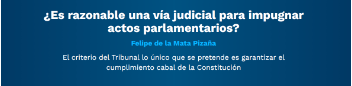 ¿Es razonable una vía judicial para impugnar
actos parlamentarios?
Felipe de la Mata Pizaña
El criterio del Tribunal lo único que se pretende es garantizar el
cumplimiento cabal de la Constitución